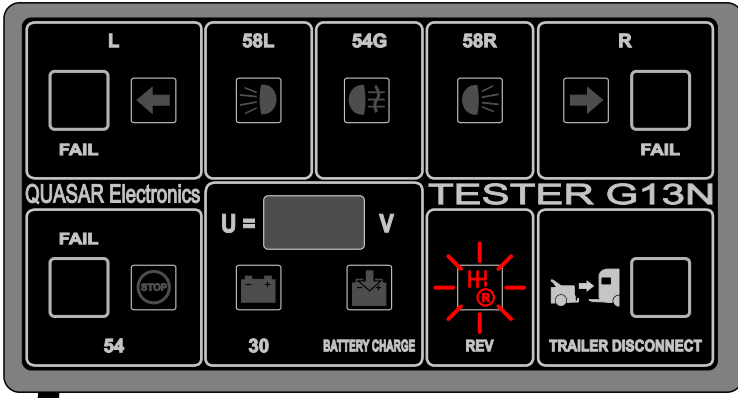 L
58L
54G
58R
R
FAIL
FAIL
QUASAR Electronics
TESTER G13N
FAIL
STOP
54
U =
V
30
BATTERY CHARGE
R
REV
TRAILER DISCONNECT